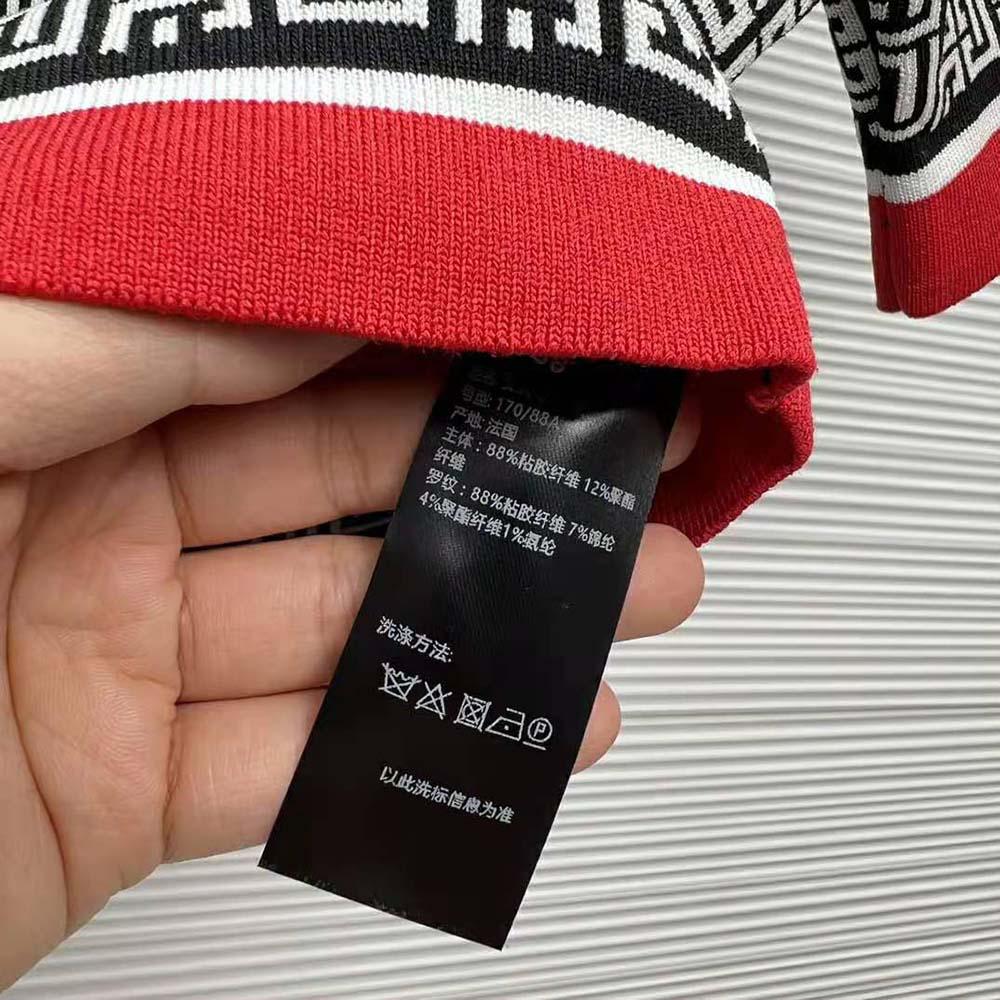 号型: 170/88A
产地: 法国
主体：88%粘胶纤维 12%聚酯
纤维
罗纹：88%粘胶纤维 7%锦纶
4%聚酯纤维1%氨纶
洗涤方法:
P
以此洗标信息为准